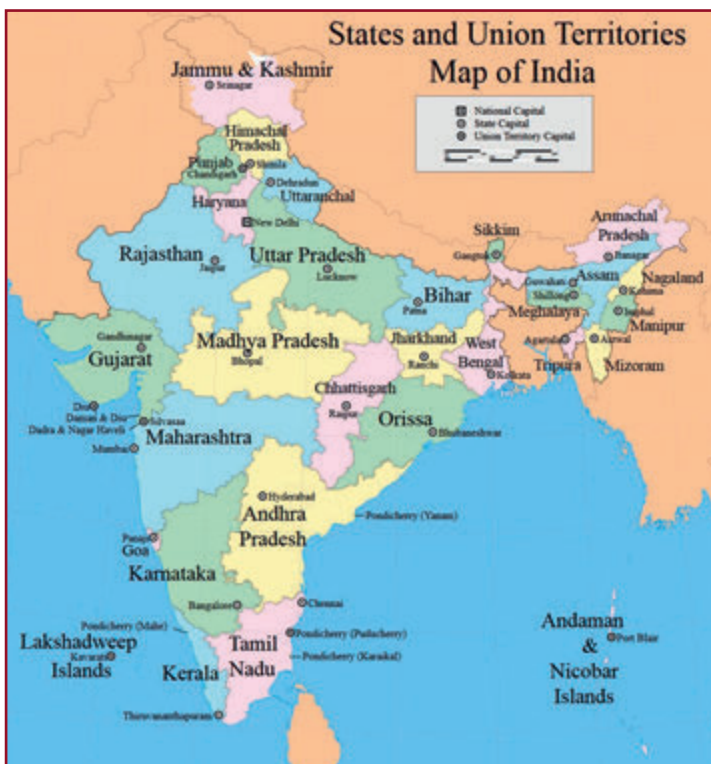 States and Union Territories
Map of India
National Capital
State Capital
Union Territory Capital
Jammu & Kashmir
Srinagar
Himachal
Pradesh
Shimla
Punjab
Chandigarh
Dehradun
Uttaranchal
Haryana
New Delhi
Rajasthan
Jaipur
Uttar Pradesh
Lucknow
Sikkim
Gangtok
Arunachal
Pradesh
Itanagar
Assam
Guwahati
Nagaland
Kohima
Shillong
Meghalaya
Imphal
Manipur
Bihar
Patna
Gandhinagar
Gujarat
Madhya Pradesh
Bhopal
Jharkhand
Ranchi
West
Bengal
Kolkata
Agartala
Tripura
Aizwal
Mizoram
Chhattisgarh
Raipur
Orissa
Bhubaneshwar
Diu
Daman & Diu
Dadra & Nagar Haveli
Silvassa
Mumbai
Maharashtra
Hyderabad
Andhra
Pradesh
Pondicherry (Yanam)
Panaji
Goa
Karnataka
Bangalore
Chennai
Pondicherry (Mahe)
Pondicherry (Puducherry)
Pondicherry (Karaikal)
Lakshadweep
Islands
Kavarati
Kerala
Tamil
Nadu
Thiruvananthapuram
Andaman
&
Nicobar
Islands
Port Blair